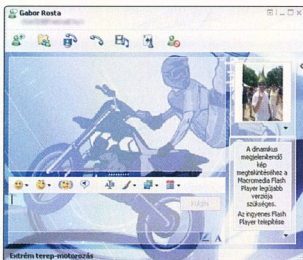 Gabor Rosta
A dinamikus
megjelenítendő
kép
megtekintéséhez a
Macromedia Flash
Player legújabb
verziója
szükséges.
Az ingyenes Flash
Player telepítése
Küldés
A
Extrém terep-motorozás